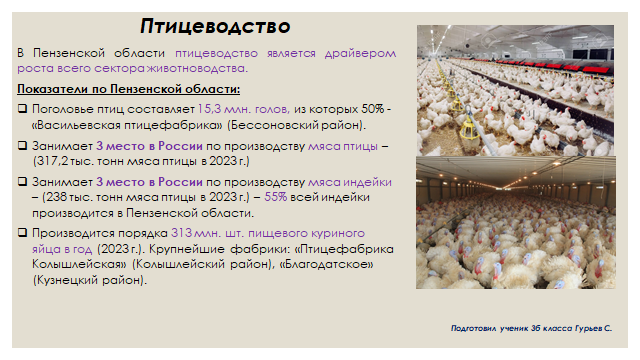 Птицеводство
В Пензенской области птицеводство является драйвером
роста всего сектора животноводства.
Показатели по Пензенской области:
Поголовье птиц составляет 15,3 млн. голов, из которых 50% -
«Васильевская птицефабрика» (Бессоновский район).
Занимает 3 место в России по производству мяса птицы –
(317,2 тыс. тонн мяса птицы в 2023 г.)
Занимает 3 место в России по производству мяса индейки
– (238 тыс. тонн мяса птицы в 2023 г.) – 55% всей индейки
производится в Пензенской области.
Производится порядка 313 млн. шт. пищевого куриного
яйца в год (2023 г). Крупнейшие фабрики: «Птицефабрика
Колышлейская» (Колышлейский район), «Благодатское»
(Кузнецкий район).
Подготовил ученик 3б класса Гурьев С.